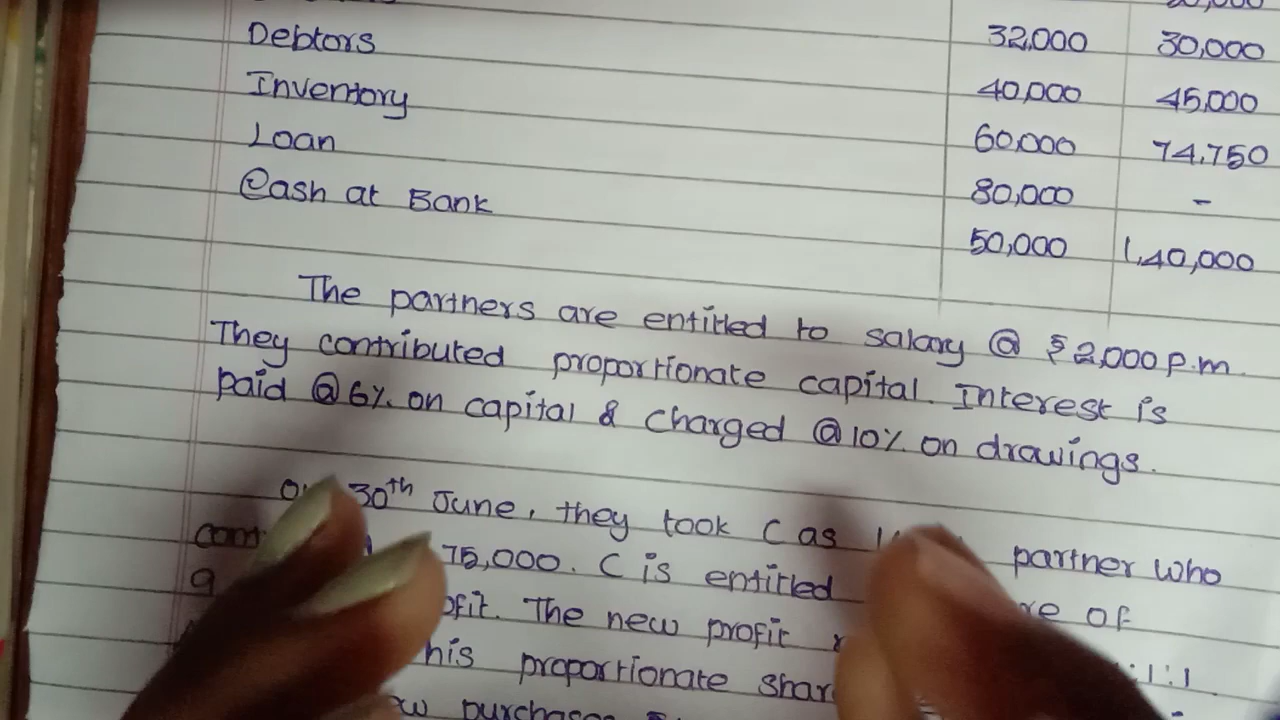 Debtors 32,000 30,000
Inventory 40,000 45,000
Loan 60,000 74,750
Cash at Bank 80,000 -
50,000 1,40,000
The partners are entitled to salary @ ₹2,000 p.m.
They contributed proportionate capital. Interest is
paid @ 6% on capital & charged @ 10% on drawings.
30th June, they took C as partner who
75,000. C is entitled of
The new profit 1:1
his proportionate